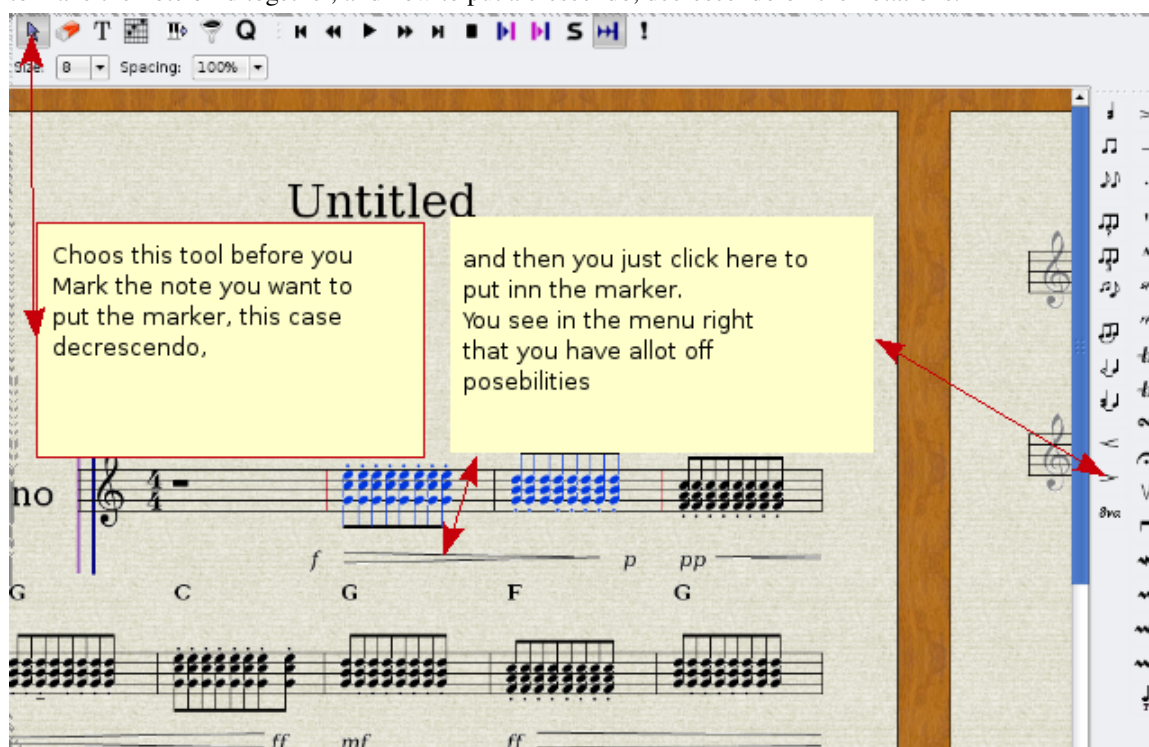 T Q S !
Size: 8 Spacing: 100%
Untitled
Choos this tool before you
Mark the note you want to
put the marker, this case
decrescendo,
and then you just click here to
put inn the marker.
You see in the menu right
that you have allot off
posebilities
no
f p pp
8va
G C G F G
ff mf ff